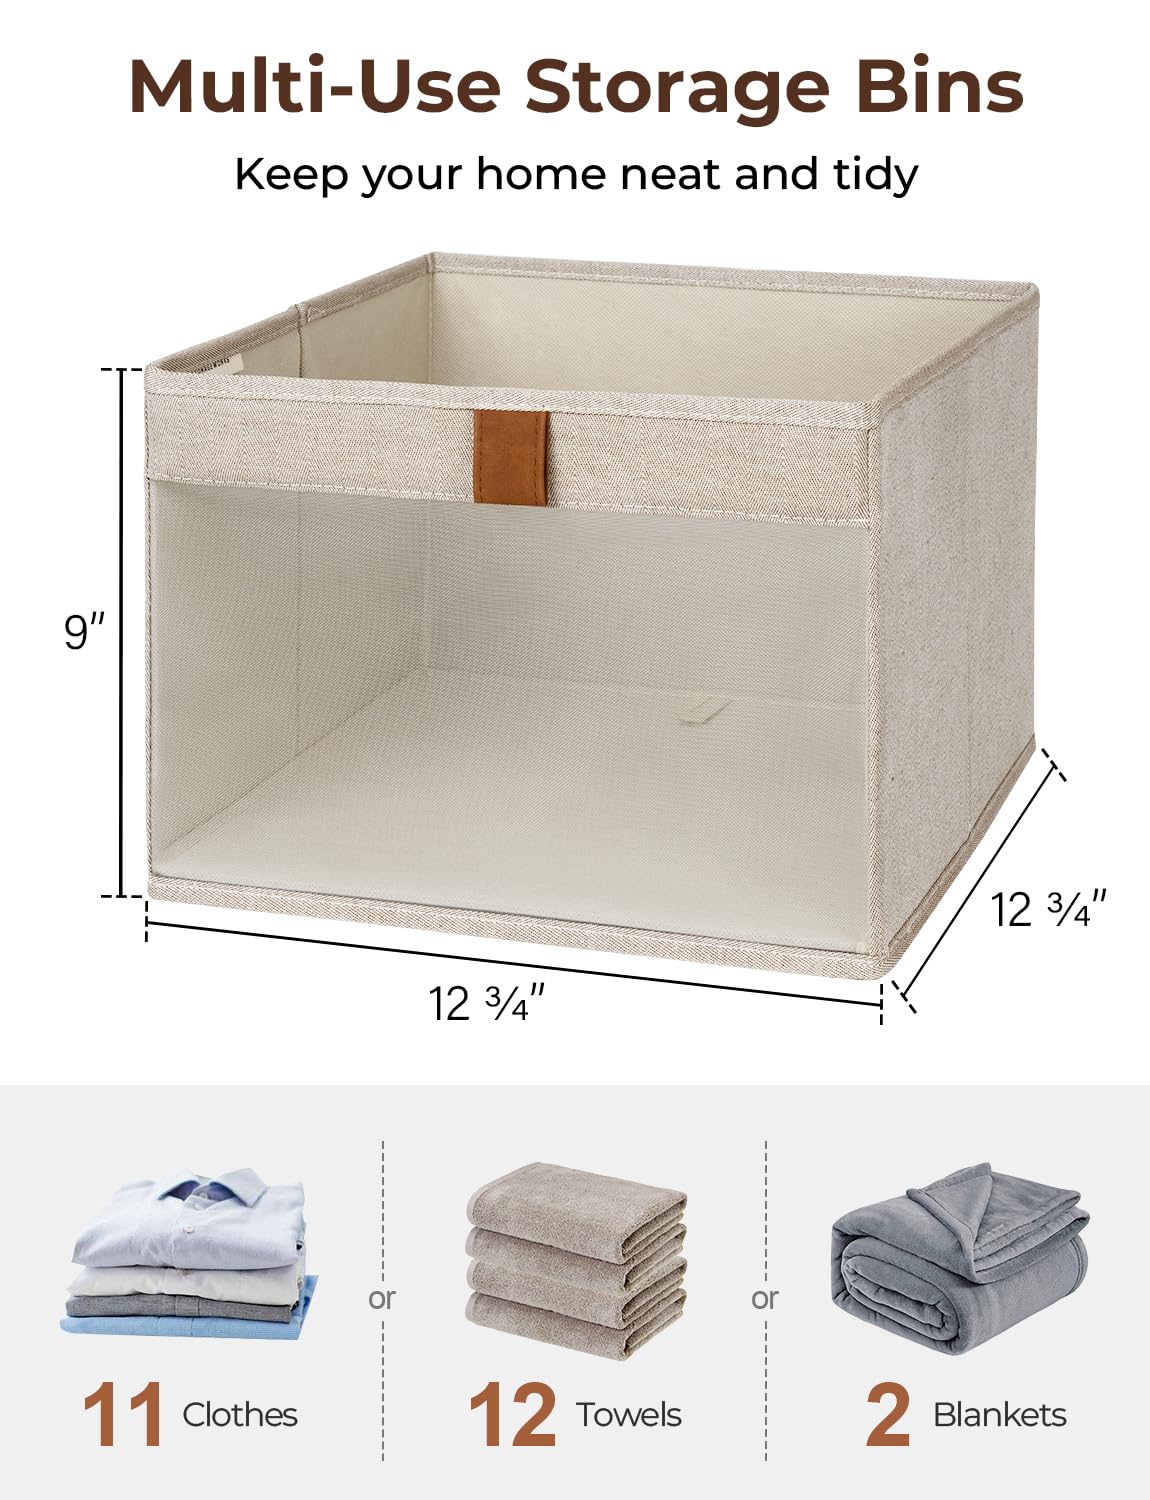 Multi-Use Storage Bins
Keep your home neat and tidy
9″
12 ¾″
12 ¾″
or
or
11 Clothes
12 Towels
2 Blankets